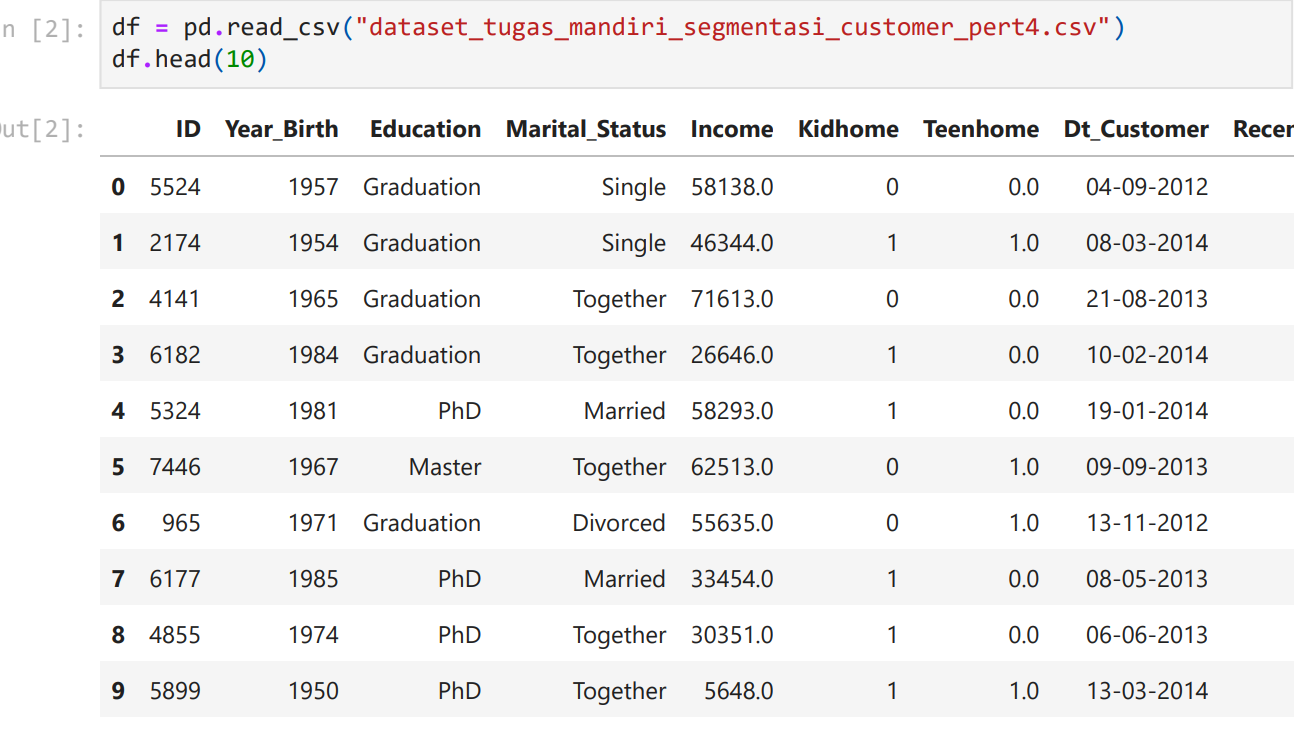 n [2]: df = pd.read_csv("dataset_tugas_mandiri_segmentasi_customer_pert4.csv")
df.head(10)
ut[2]: ID Year_Birth Education Marital_Status Income Kidhome Teenhome Dt_Customer Recen
0 5524 1957 Graduation Single 58138.0 0 0.0 04-09-2012
1 2174 1954 Graduation Single 46344.0 1 1.0 08-03-2014
2 4141 1965 Graduation Together 71613.0 0 0.0 21-08-2013
3 6182 1984 Graduation Together 26646.0 1 0.0 10-02-2014
4 5324 1981 PhD Married 58293.0 1 0.0 19-01-2014
5 7446 1967 Master Together 62513.0 0 1.0 09-09-2013
6 965 1971 Graduation Divorced 55635.0 0 1.0 13-11-2012
7 6177 1985 PhD Married 33454.0 1 0.0 08-05-2013
8 4855 1974 PhD Together 30351.0 1 0.0 06-06-2013
9 5899 1950 PhD Together 5648.0 1 1.0 13-03-2014